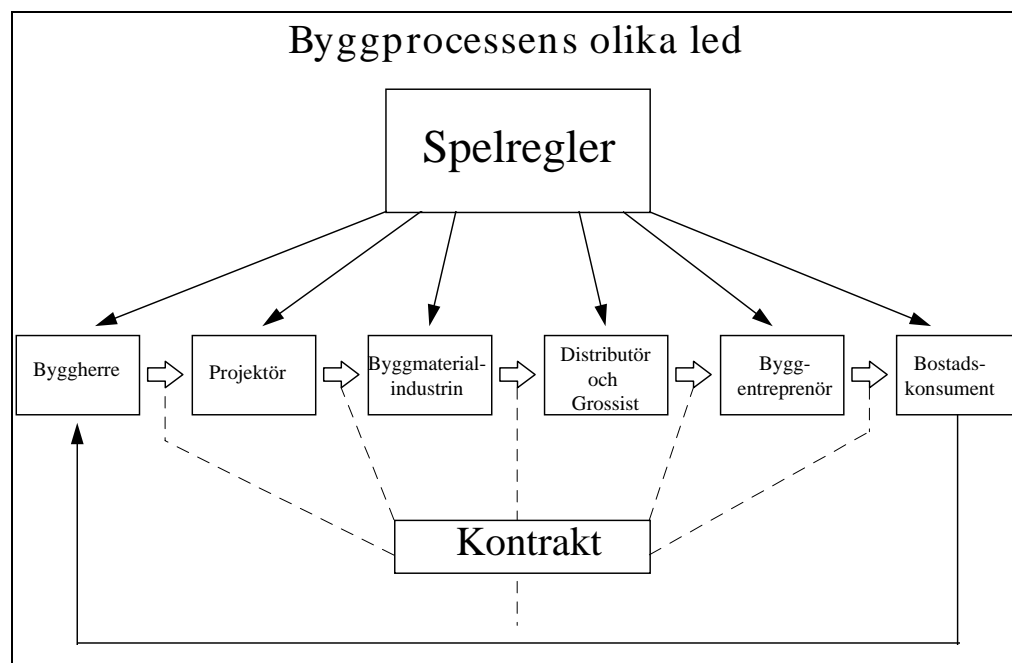 Byggprocessens olika led
Spelregler
Byggherre
Projektör
Byggmaterial-
industrin
Distributör
och
Grossist
Bygg-
entreprenör
Bostads-
konsument
Kontrakt